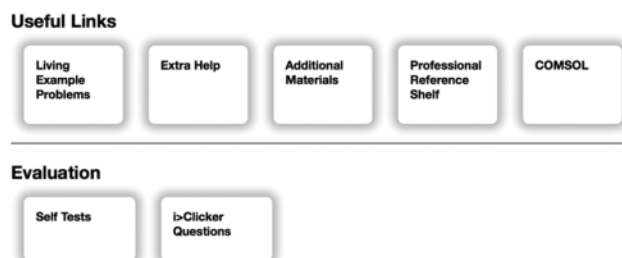 Useful Links
Living
Example
Problems
Extra Help
Additional
Materials
Professional
Reference
Shelf
COMSOL
Evaluation
Self Tests
i>Clicker
Questions